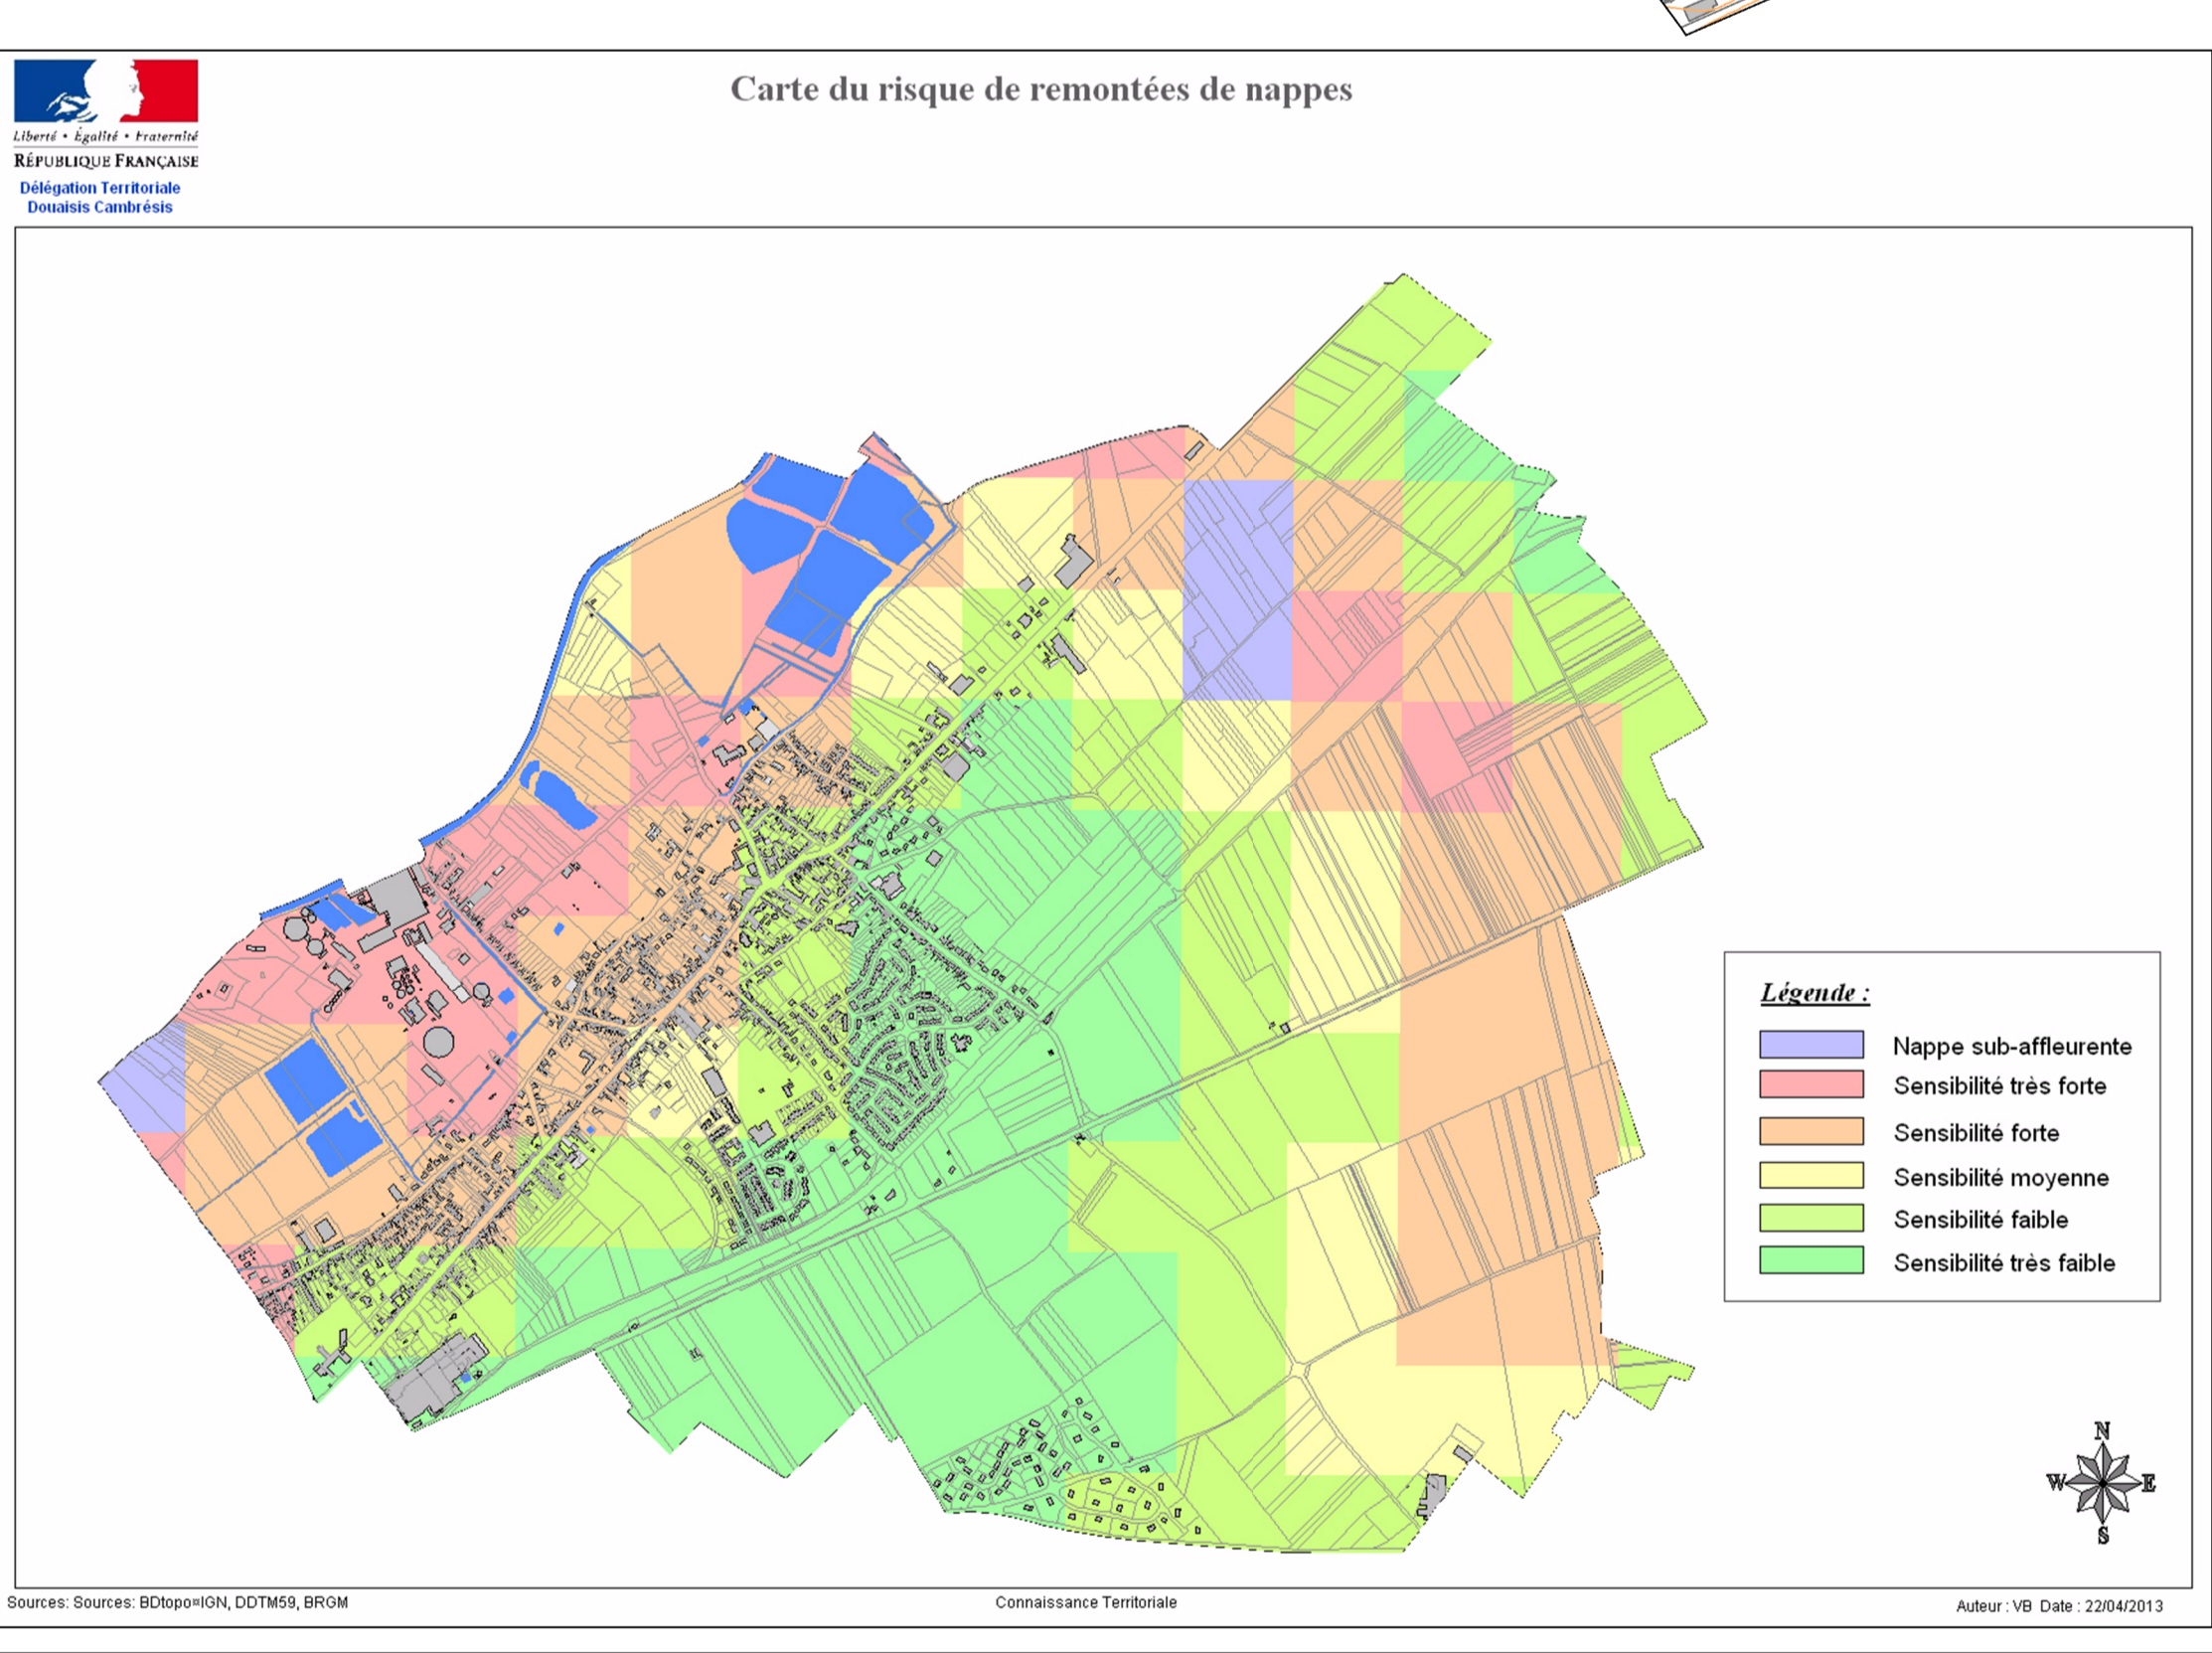 Carte du risque de remontées de nappes
Liberté • Égalité • Fraternité
RÉPUBLIQUE FRANÇAISE
Délégation Territoriale
Douaisis Cambrésis
Légende :
Nappe sub-affleurente
Sensibilité très forte
Sensibilité forte
Sensibilité moyenne
Sensibilité faible
Sensibilité très faible
N
W E
S
Sources: Sources: BDtopo¤IGN, DDTM59, BRGM
Connaissance Territoriale
Auteur : VB Date : 22/04/2013